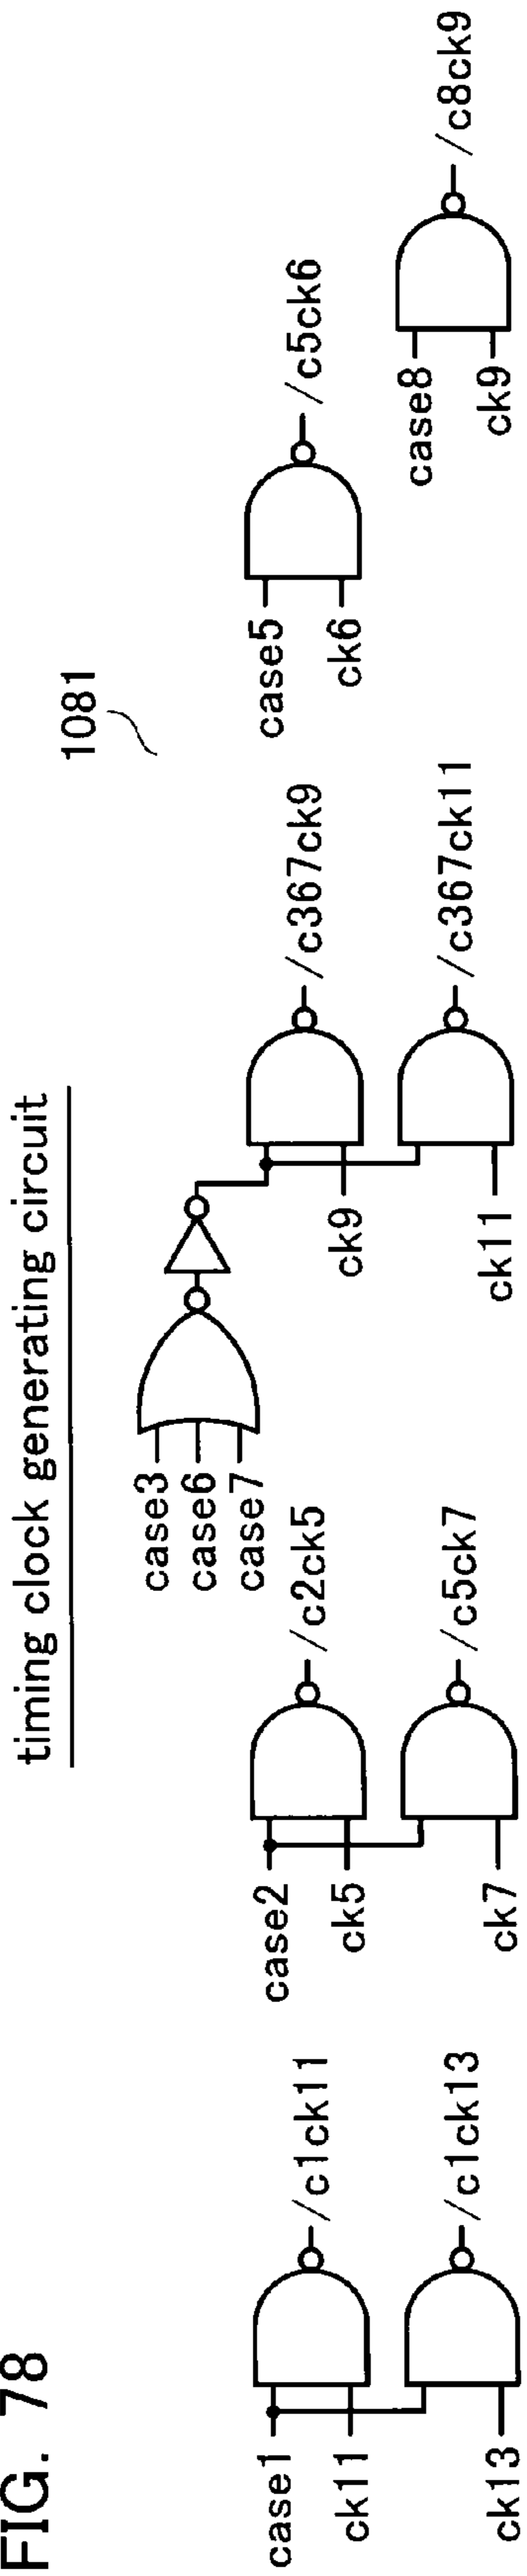 FIG. 78
timing clock generating circuit
1081
case1
ck11
/c1ck11
ck13
/c1ck13
case2
ck5
/c2ck5
ck7
/c5ck7
case3
case6
case7
ck9
/c367ck9
ck11
/c367ck11
case5
ck6
/c5ck6
case8
ck9
/c8ck9